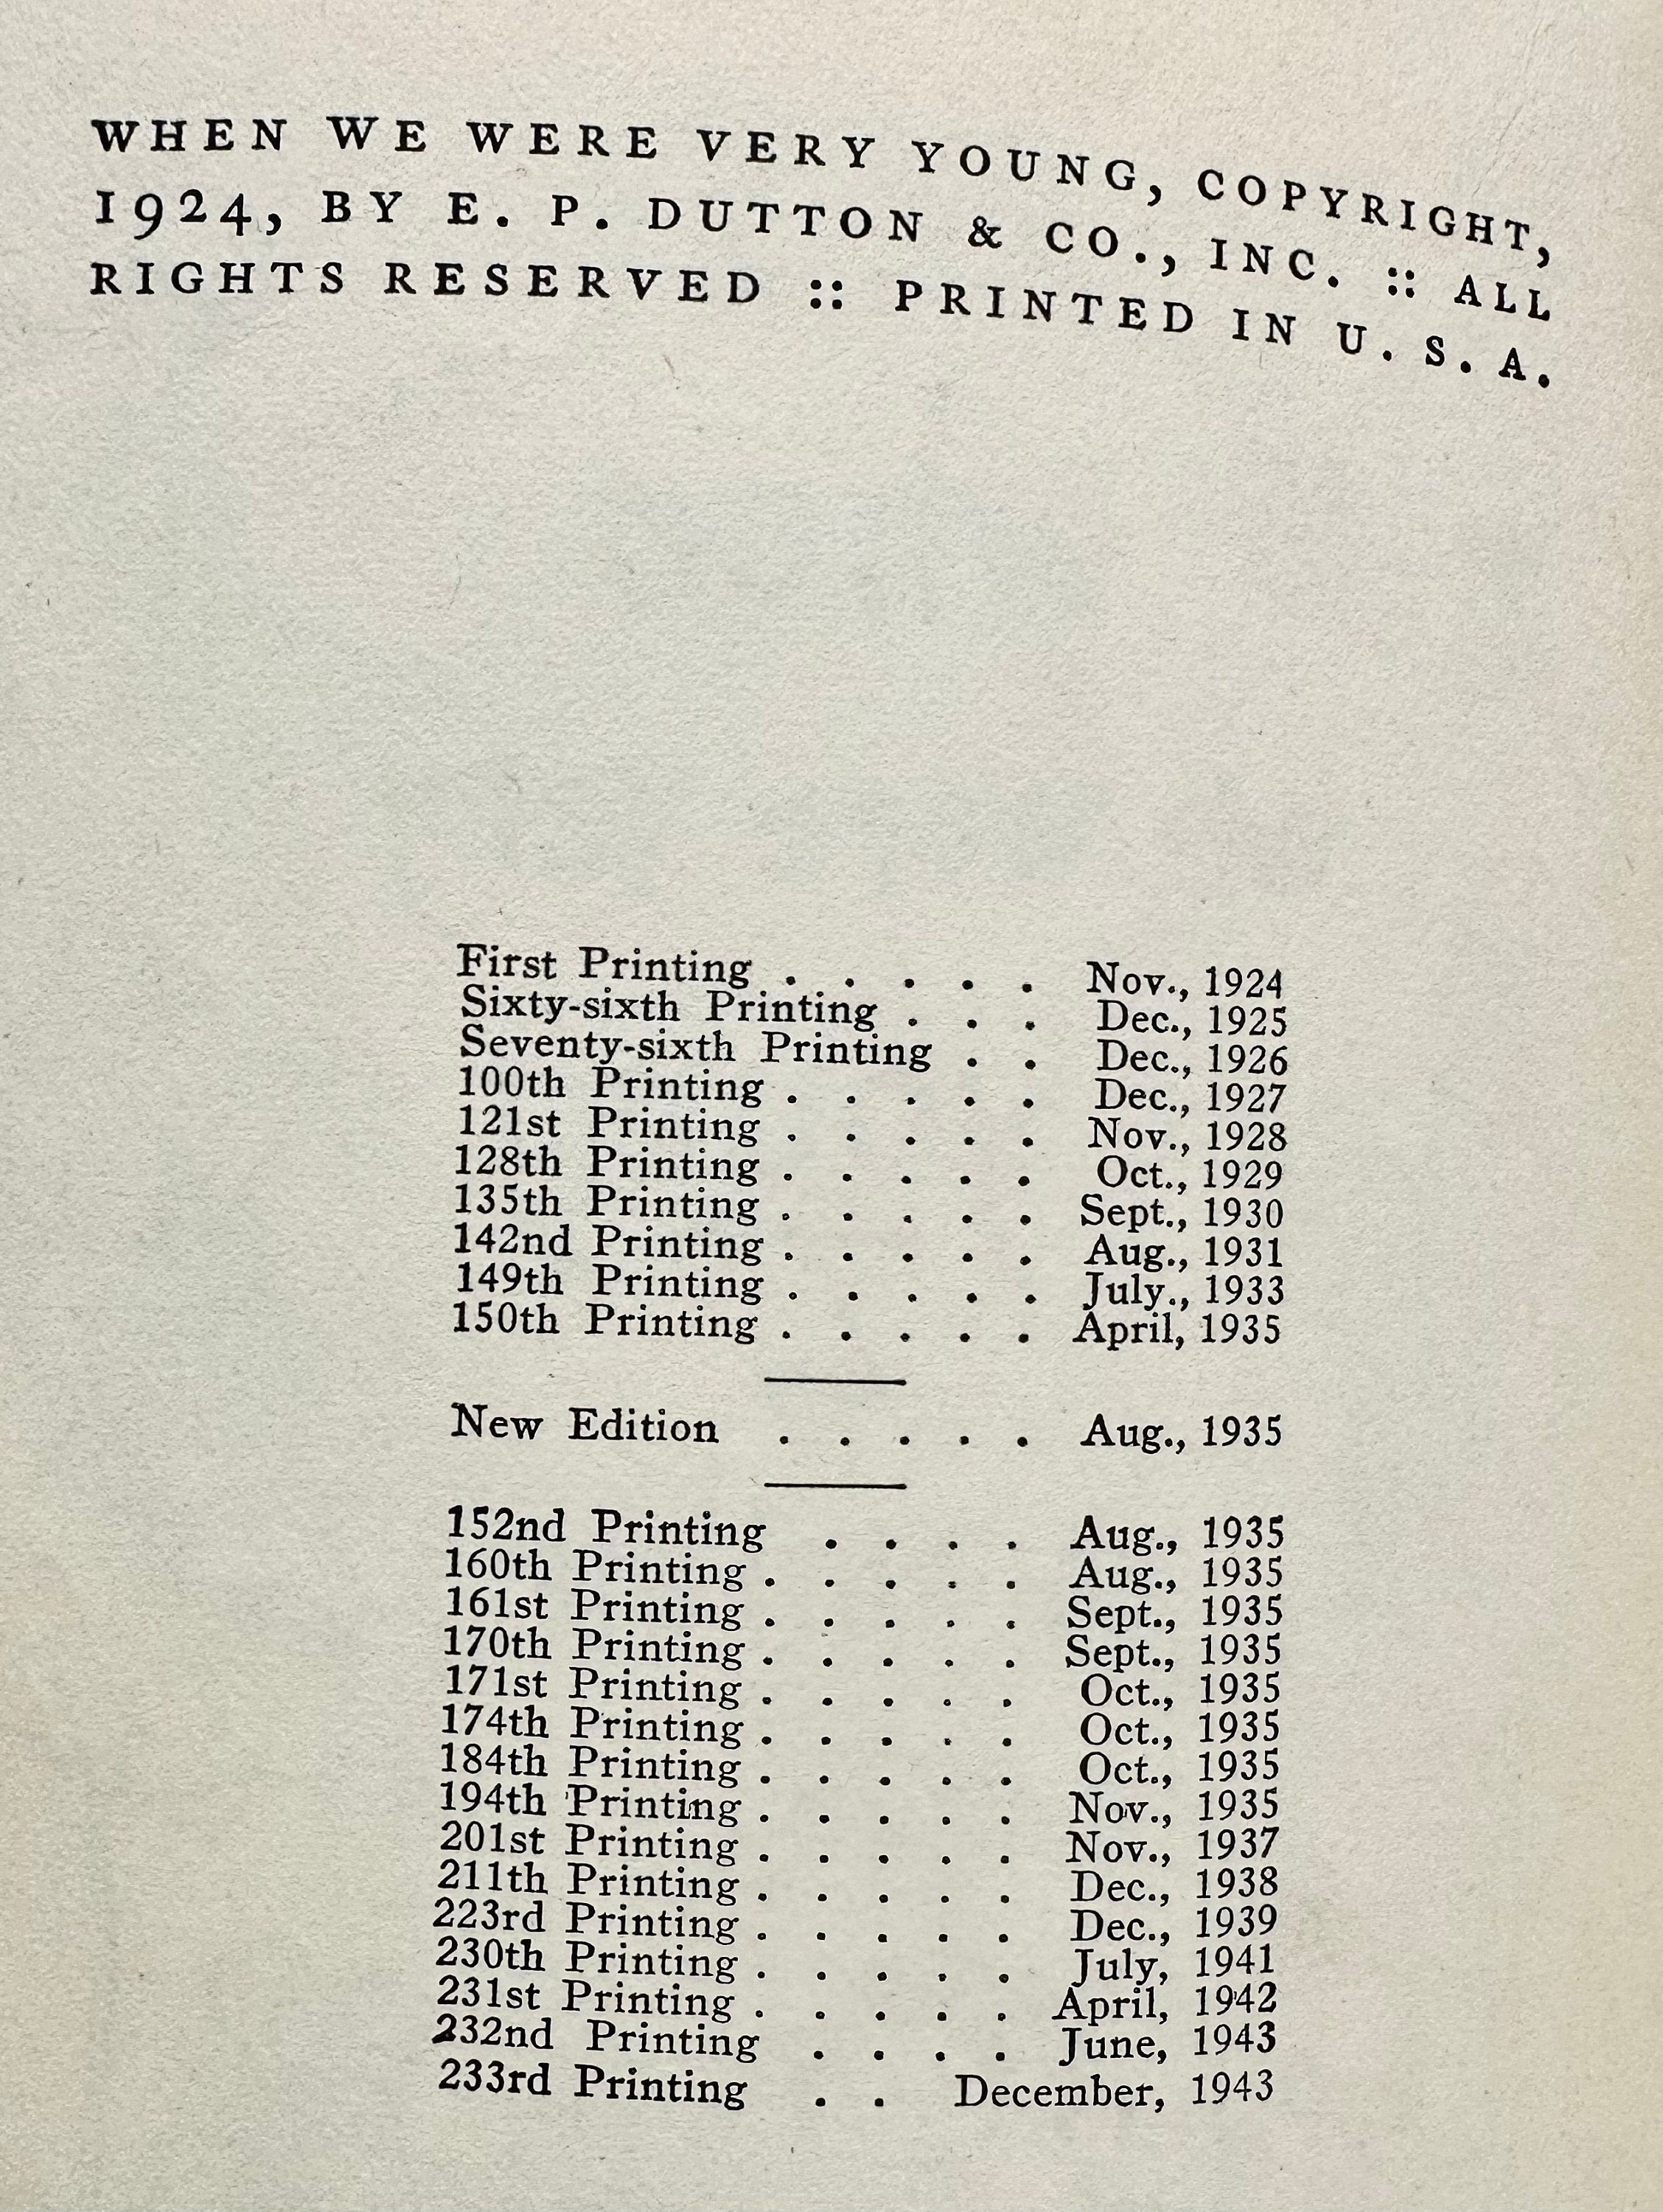 WHEN WE WERE VERY YOUNG, COPYRIGHT,
1924, BY E. P. DUTTON & CO., INC. :: ALL
RIGHTS RESERVED :: PRINTED IN U. S. A.
First Printing . . . . . Nov., 1924
Sixty-sixth Printing . . . Dec., 1925
Seventy-sixth Printing . . Dec., 1926
100th Printing . . . . . Dec., 1927
121st Printing . . . . . Nov., 1928
128th Printing . . . . . Oct., 1929
135th Printing . . . . . Sept., 1930
142nd Printing . . . . . Aug., 1931
149th Printing . . . . . July., 1933
150th Printing . . . . . April, 1935
New Edition . . . . . Aug., 1935
152nd Printing . . . . Aug., 1935
160th Printing . . . . . Aug., 1935
161st Printing . . . . . Sept., 1935
170th Printing . . . . . Sept., 1935
171st Printing . . . . . Oct., 1935
174th Printing . . . . . Oct., 1935
184th Printing . . . . . Oct., 1935
194th Printing . . . . . Nov., 1935
201st Printing . . . . . Nov., 1937
211th Printing . . . . . Dec., 1938
223rd Printing . . . . . Dec., 1939
230th Printing . . . . . July, 1941
231st Printing . . . . . April, 1942
232nd Printing . . . . June, 1943
233rd Printing . . December, 1943